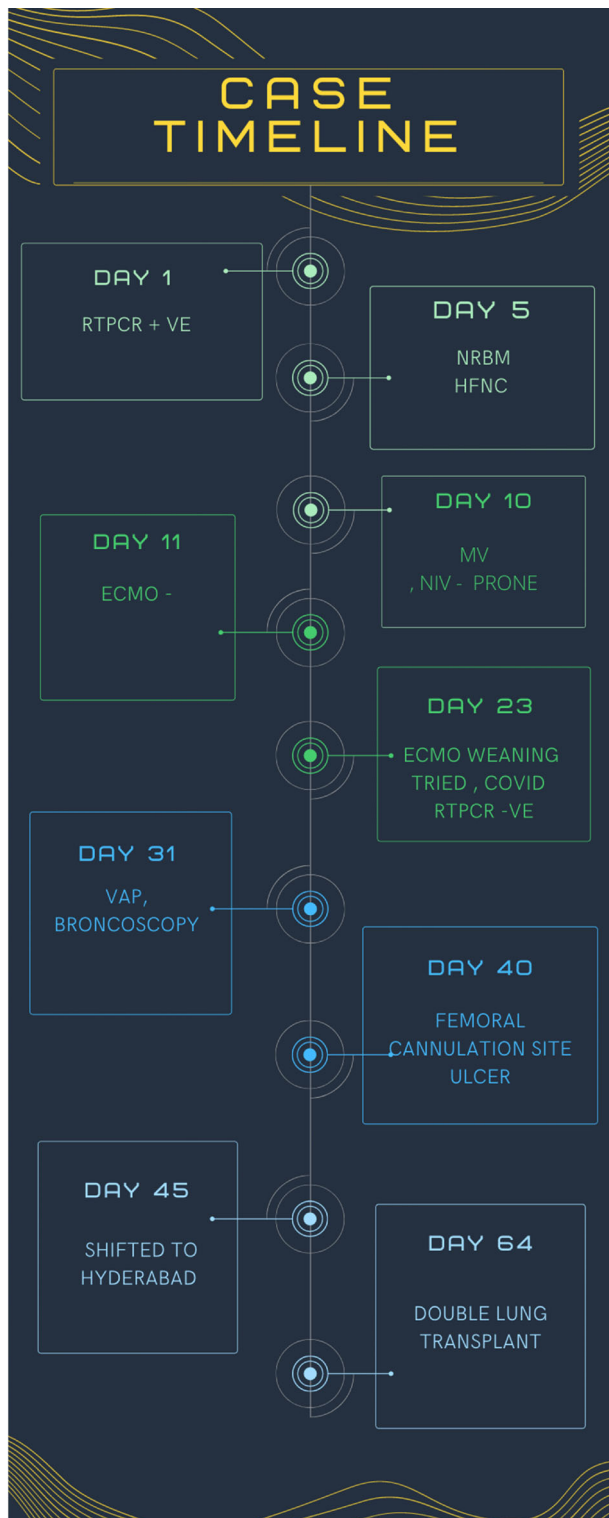 CASE
TIMELINE
DAY 1
RTPCR + VE
DAY 5
NRBM
HFNC
DAY 10
MV
, NIV - PRONE
DAY 11
ECMO -
DAY 23
ECMO WEANING
TRIED , COVID
RTPCR -VE
DAY 31
VAP,
BRONCOSCOPY
DAY 40
FEMORAL
CANNULATION SITE
ULCER
DAY 45
SHIFTED TO
HYDERABAD
DAY 64
DOUBLE LUNG
TRANSPLANT